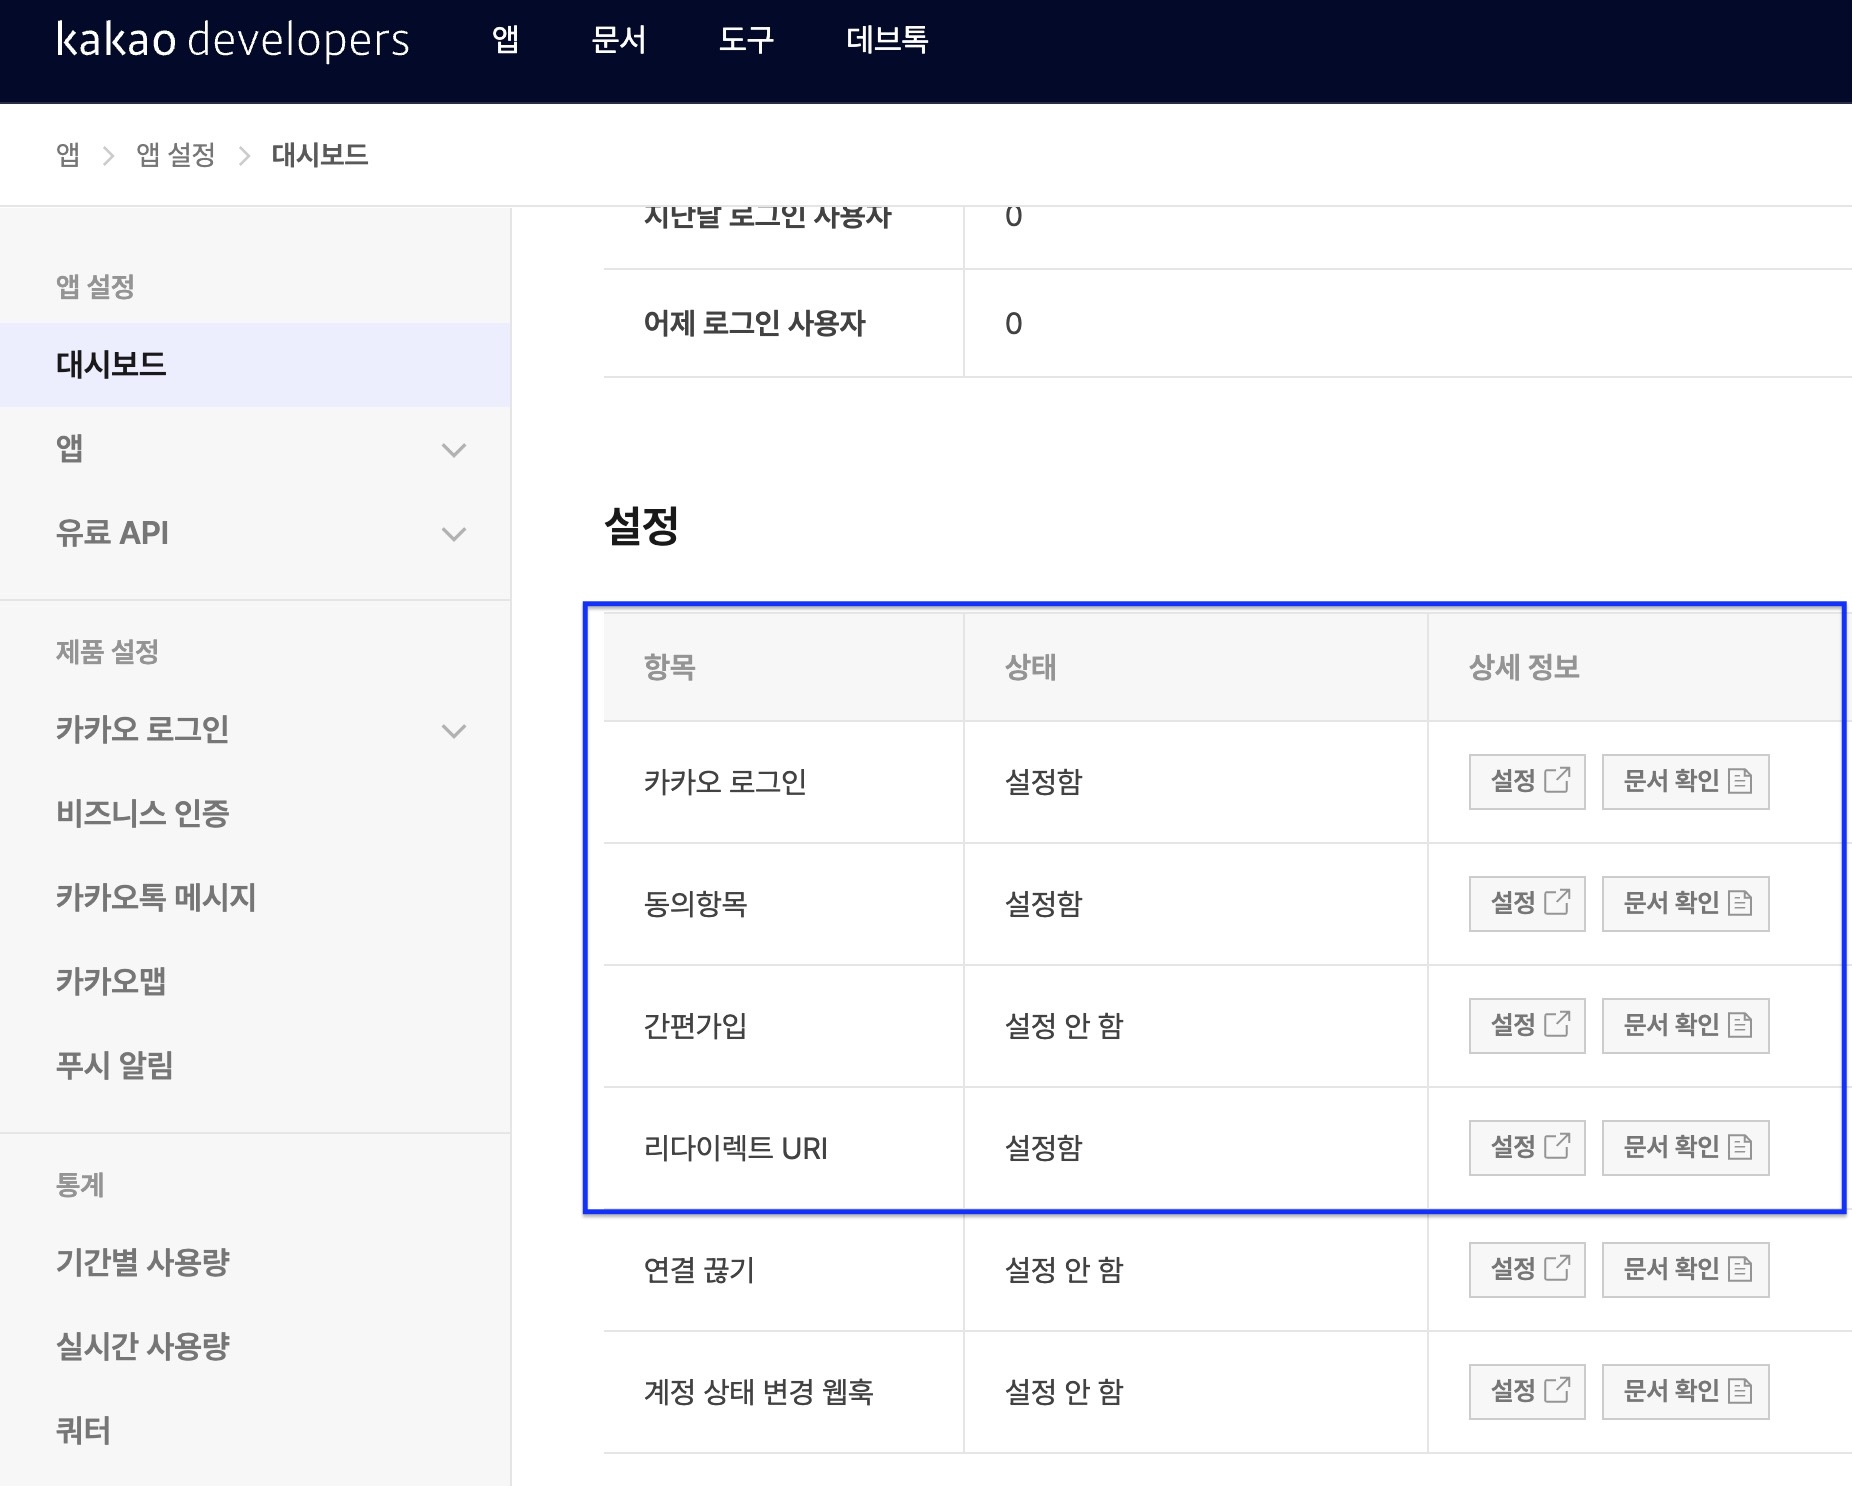 kakao developers 앱 문서 도구 데브톡
앱 > 앱 설정 > 대시보드
앱 설정
대시보드
앱
유료 API
제품 설정
카카오 로그인
비즈니스 인증
카카오톡 메시지
카카오맵
푸시 알림
통계
기간별 사용량
실시간 사용량
쿼터
지난달 로그인 사용자 0
어제 로그인 사용자 0
설정
항목 상태 상세 정보
카카오 로그인 설정함 설정 문서 확인
동의항목 설정함 설정 문서 확인
간편가입 설정 안 함 설정 문서 확인
리다이렉트 URI 설정함 설정 문서 확인
연결 끊기 설정 안 함 설정 문서 확인
계정 상태 변경 웹훅 설정 안 함 설정 문서 확인